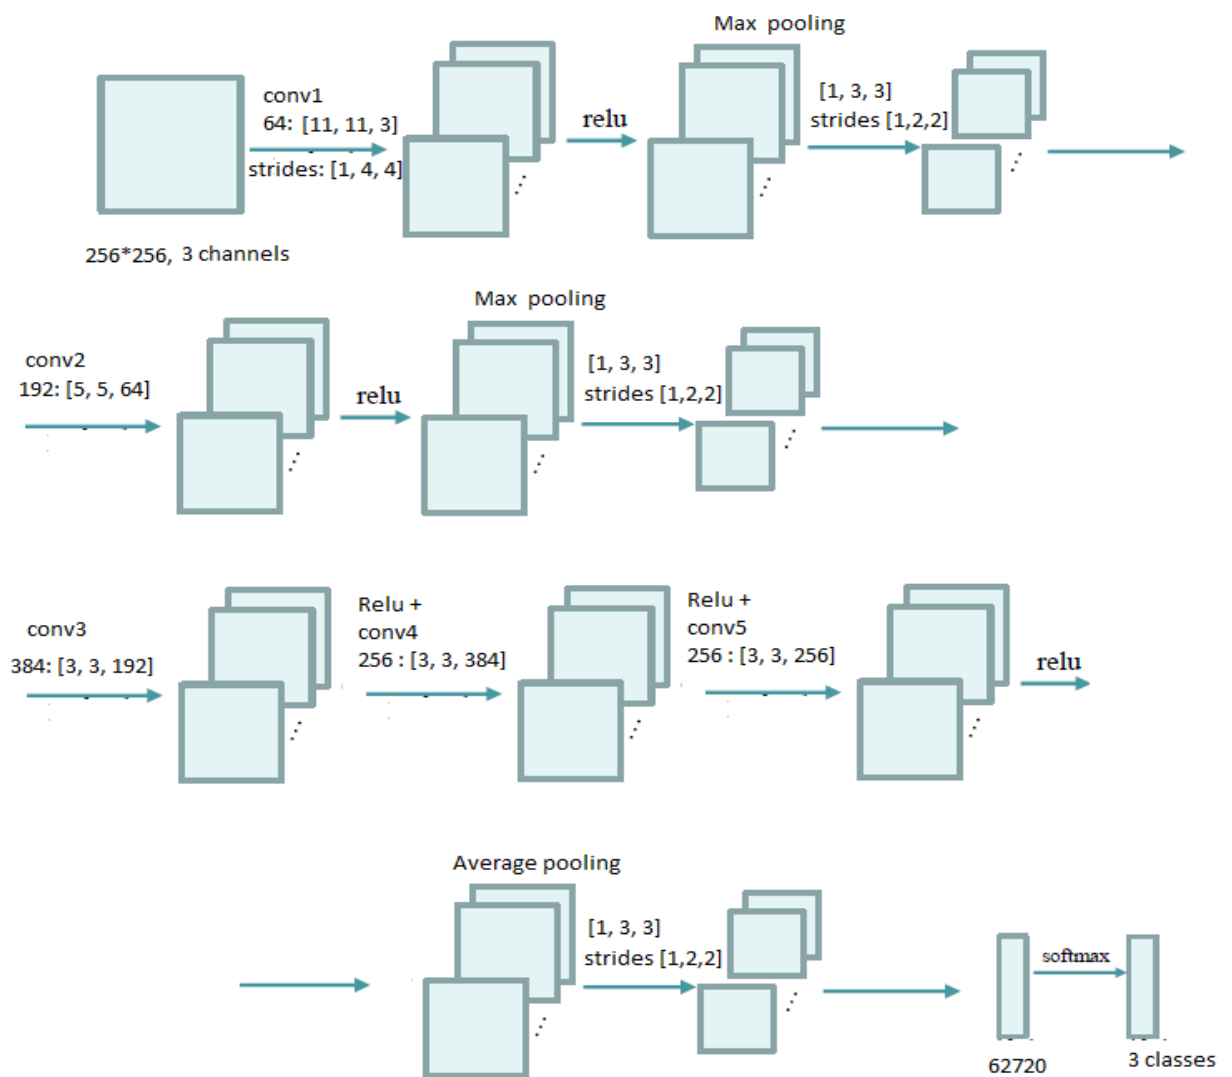 Max pooling
conv1
64: [11, 11, 3]
strides: [1, 4, 4]
relu
[1, 3, 3]
strides [1,2,2]
256*256, 3 channels
Max pooling
conv2
192: [5, 5, 64]
relu
[1, 3, 3]
strides [1,2,2]
conv3
384: [3, 3, 192]
Relu +
conv4
256 : [3, 3, 384]
Relu +
conv5
256 : [3, 3, 256]
relu
Average pooling
[1, 3, 3]
strides [1,2,2]
softmax
62720
3 classes